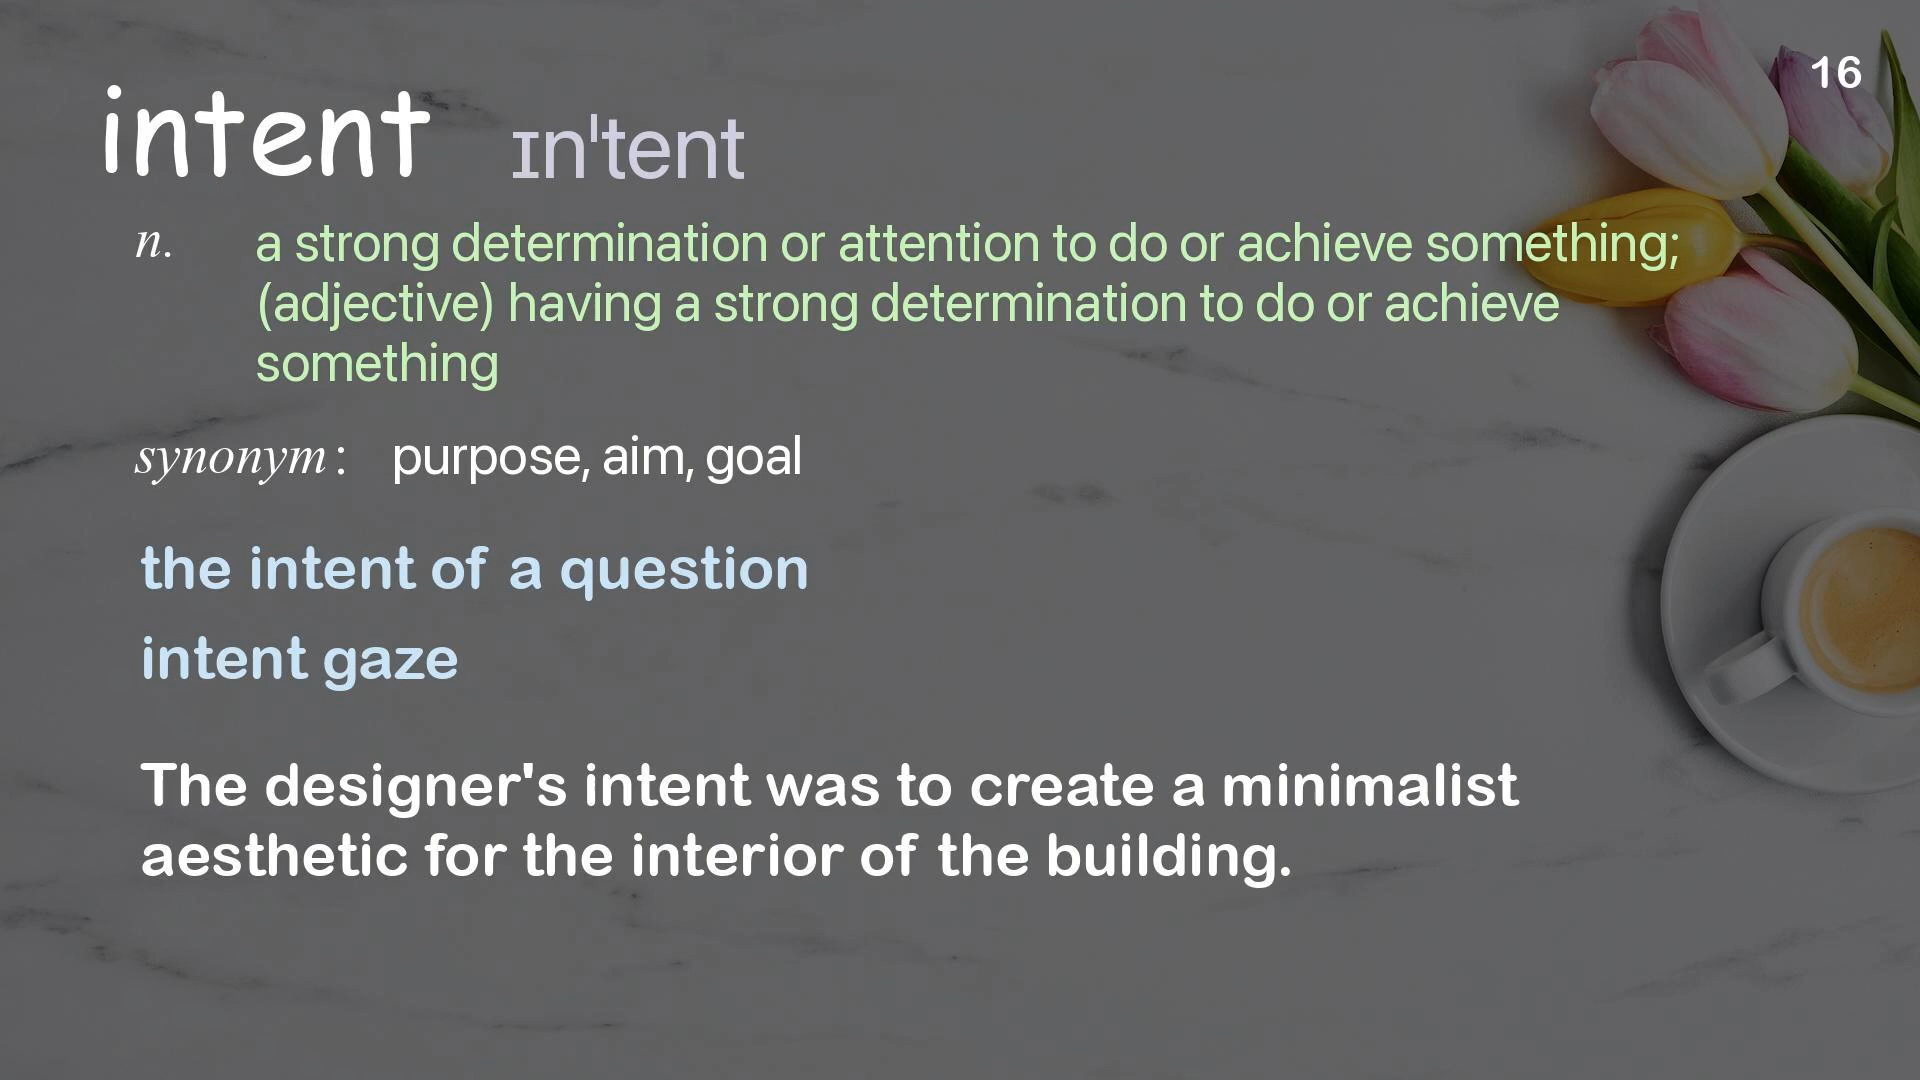 16
intent ɪnˈtent
n. a strong determination or attention to do or achieve something;
(adjective) having a strong determination to do or achieve
something
synonym: purpose, aim, goal
the intent of a question
intent gaze
The designer's intent was to create a minimalist
aesthetic for the interior of the building.